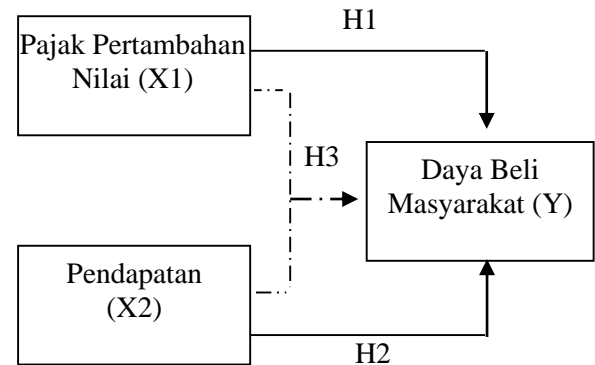 H1
Pajak Pertambahan
Nilai (X1)
H3
Daya Beli
Masyarakat (Y)
Pendapatan
(X2)
H2